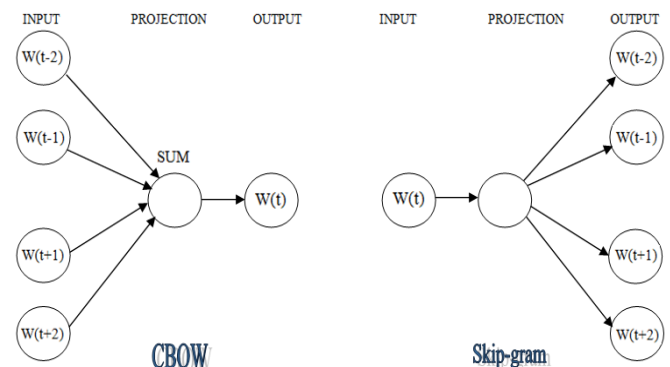 INPUT PROJECTION OUTPUT INPUT PROJECTION OUTPUT
W(t-2) W(t-2)
W(t-1) W(t-1)
SUM
W(t) W(t)
W(t+1) W(t+1)
W(t+2) W(t+2)
CBOW Skip-gram